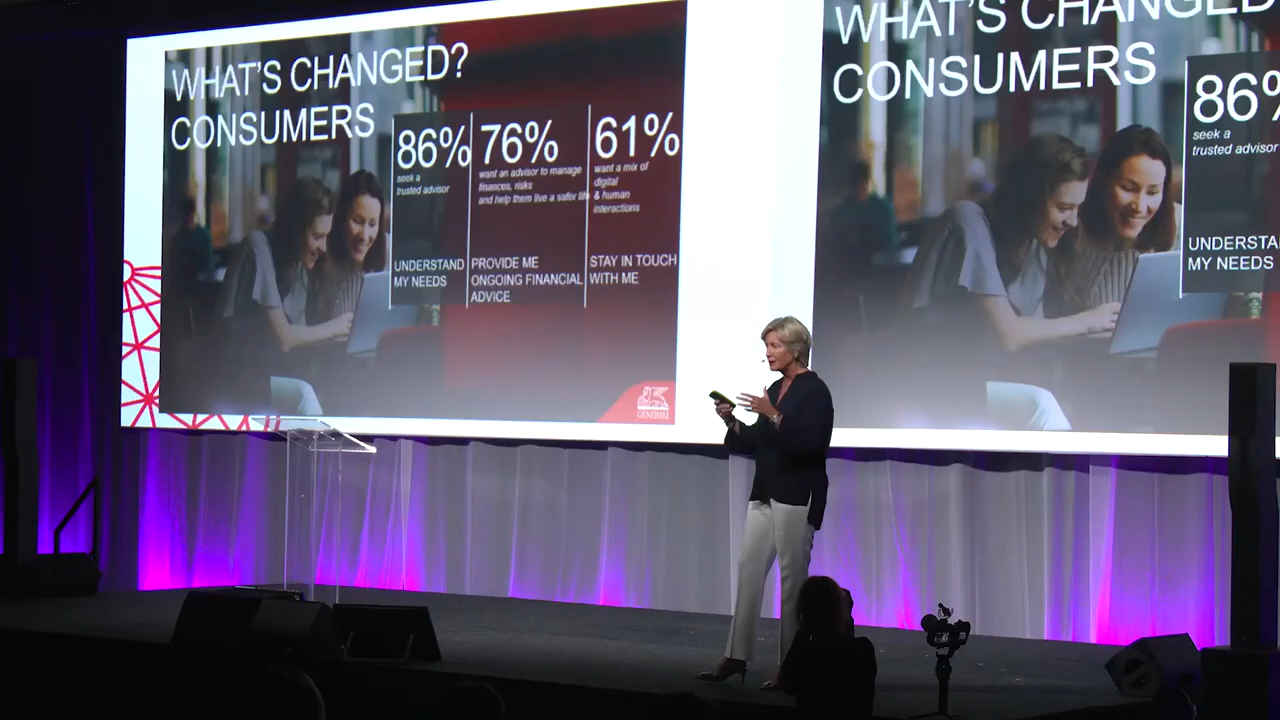 WHAT'S CHANGED?
CONSUMERS
86%
seek a
trusted advisor
UNDERSTAND
MY NEEDS
76%
want an advisor to manage
finances, risks
and help them live a safer life
PROVIDE ME
ONGOING FINANCIAL
ADVICE
61%
want a mix of
digital
& human
interactions
STAY IN TOUCH
WITH ME
GENERALI
WHAT'S CHANGED
CONSUMERS
86%
seek a
trusted advisor
UNDERSTA
MY NEEDS